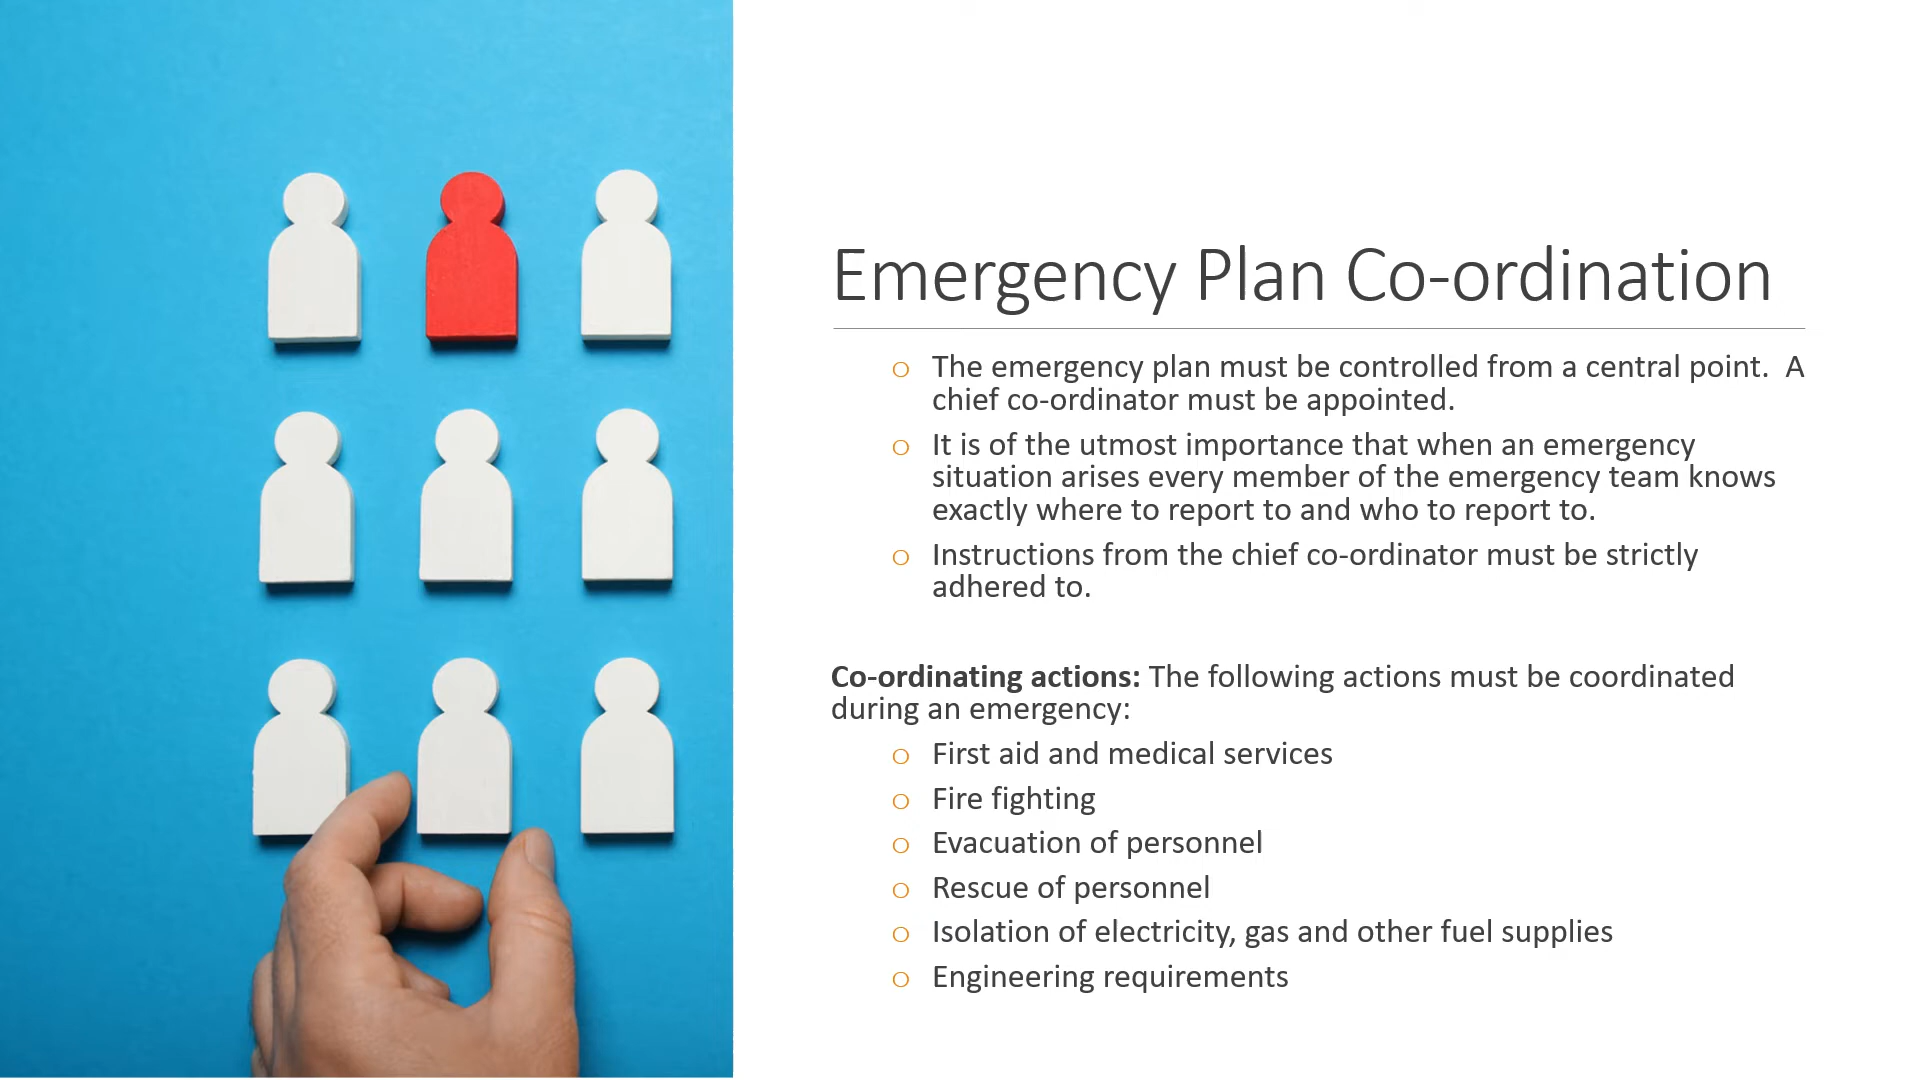 Emergency Plan Co-ordination
o The emergency plan must be controlled from a central point.  A
chief co-ordinator must be appointed.
o It is of the utmost importance that when an emergency
situation arises every member of the emergency team knows
exactly where to report to and who to report to.
o Instructions from the chief co-ordinator must be strictly
adhered to.
Co-ordinating actions: The following actions must be coordinated
during an emergency:
o First aid and medical services
o Fire fighting
o Evacuation of personnel
o Rescue of personnel
o Isolation of electricity, gas and other fuel supplies
o Engineering requirements